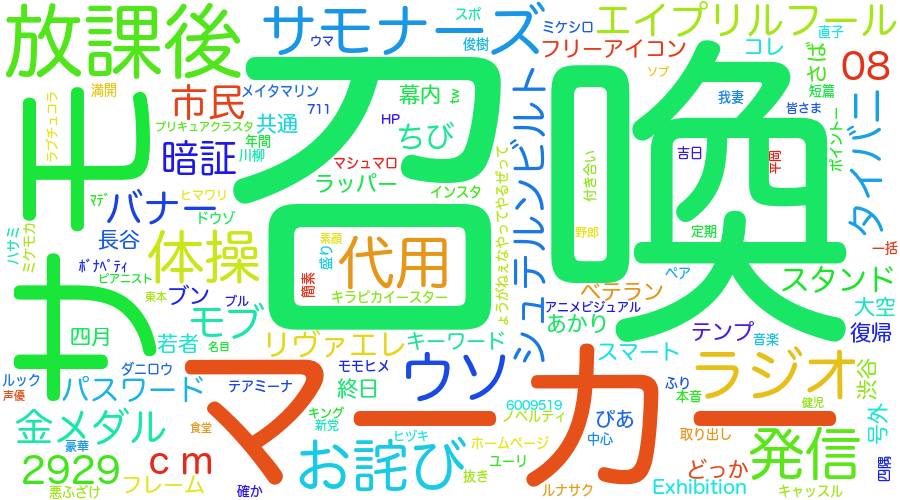 放課後
サモナーズ
スポ
俊樹
ウマ
ミケシロ
フリーアイコン
エイプリルフール
コレ
直子
さば
08
満開
市民
メイタマリン
711
幕内
tw
ソプ
我妻
短篇
皆さま
ラプチュコラ
プリキュアクラスタ
共通
HP
ちび
召喚
タイバニ
ポイントー
暗証
年間
川柳
マシュマロ
ラッパー
インスタ
シュテルンビルト
付き合い
吉日
平岡
キモ
ヒマワリ
ドウゾ
ょうがねぇなやってやるぜって
バナー
ハサミ
ミケモカ
長谷
体操
素顔
盛り
代用
野郎
定期
一括
ボナペティ
ピアニスト
簡素
ペア
スタンド
東本
ブン
ブル
キラピカイースター
アニメビジュアル
ベテラン
大空
四月
若者
モブ
名目
リヴァエレ
キーワード
あかり
テンプ
音楽
復帰
ルック
声優
ダニロウ
パスワード
テアミーナ
モモヒメ
終日
ウソ
スマート
ふり
本音
ラジオ
渋谷
健児
マーカー
金メダル
食堂
キング
新党
6009519
ノベルティ
ぴあ
号外
豪華
お詫び
ヒヅキ
ホームページ
中心
取り出し
発信
2929
cm
悪ふざけ
フレーム
確か
抜き
ユーリ
ルナサク
どっか
Exhibition
キャッスル
四隅